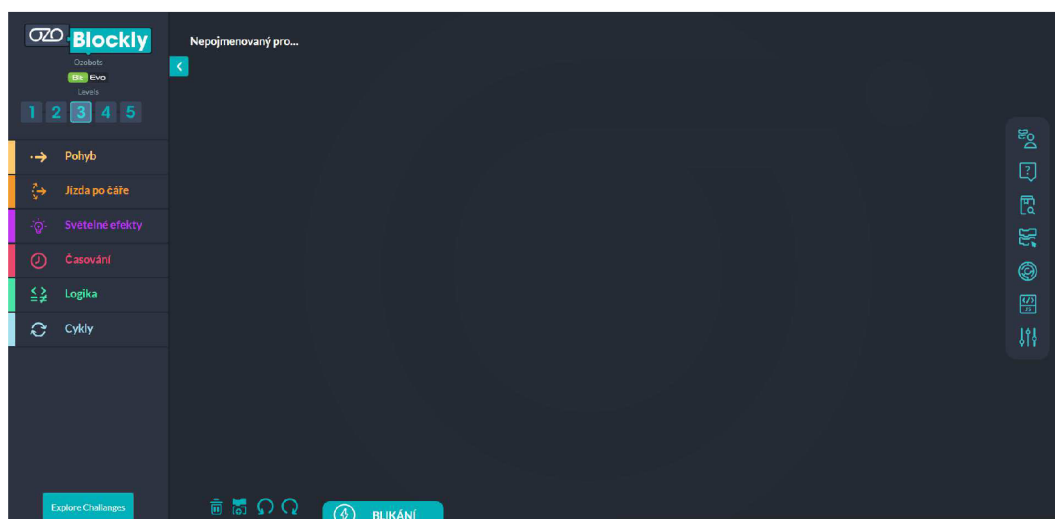 OZO Blockly
Nepojmenovaný pro...
Ozobots
Bit Evo
Levels
1 2 3 4 5
Pohyb
Jízda po čáře
Světelné efekty
Časování
Logika
Cykly
Explore Challanges
BLIKÁNÍ